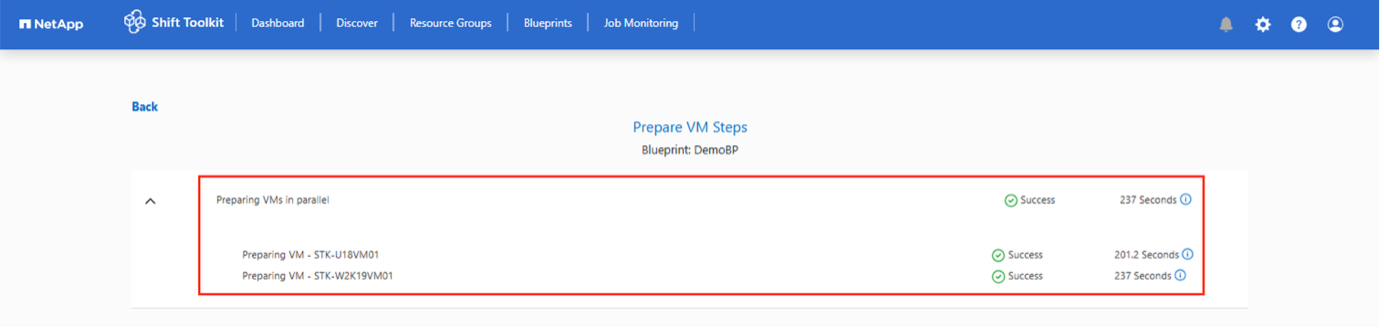 NetApp Shift Toolkit Dashboard Discover Resource Groups Blueprints Job Monitoring
Back
Prepare VM Steps
Blueprint: DemoBP
Preparing VMs in parallel Success 237 Seconds
Preparing VM - STK-U18VM01 Success 201.2 Seconds
Preparing VM - STK-W2K19VM01 Success 237 Seconds